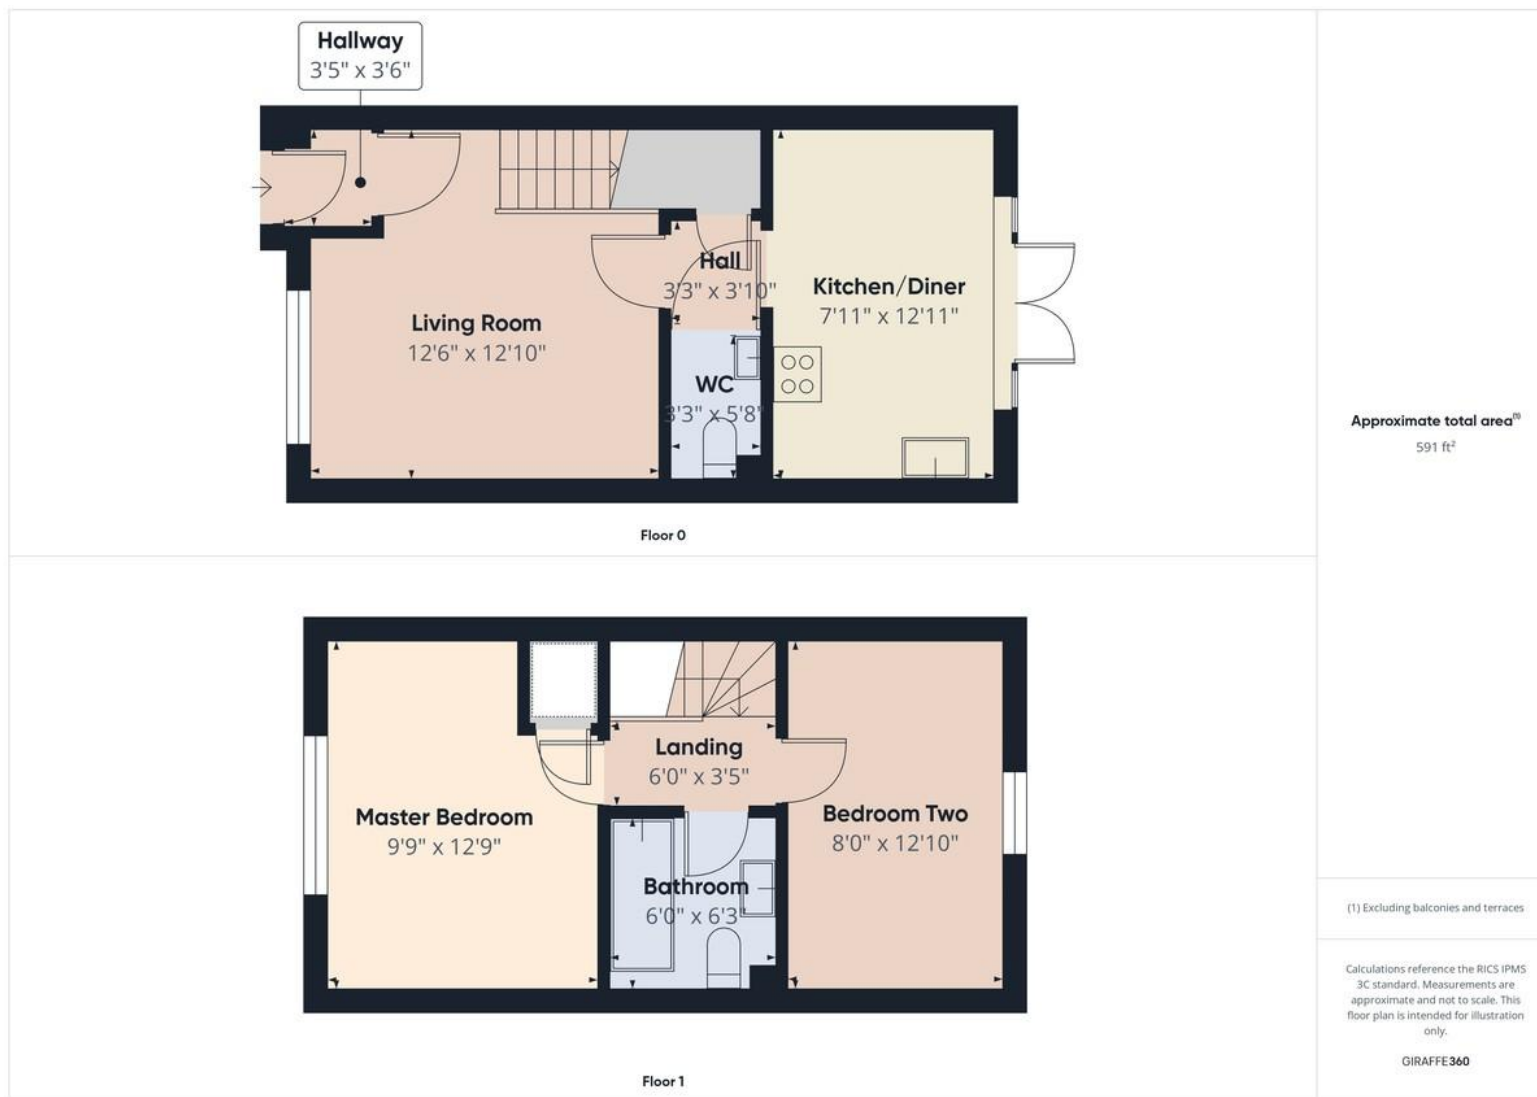 Hallway
3'5" x 3'6"
Hall
3'3" x 3'10"
Kitchen/Diner
7'11" x 12'11"
Living Room
12'6" x 12'10"
WC
3'3" x 5'8"
Floor 0
Landing
6'0" x 3'5"
Master Bedroom
9'9" x 12'9"
Bedroom Two
8'0" x 12'10"
Bathroom
6'0" x 6'3"
Floor 1
Approximate total area(1)
591 ft²
(1) Excluding balconies and terraces
Calculations reference the RICS IPMS
3C standard. Measurements are
approximate and not to scale. This
floor plan is intended for illustration
only.
GIRAFFE360